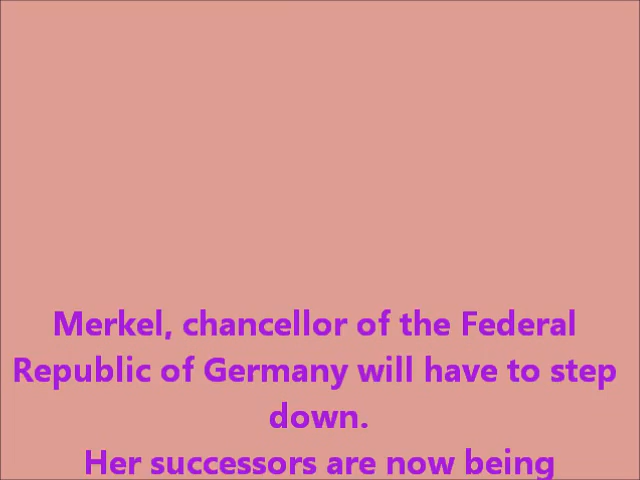 Merkel, chancellor of the Federal
Republic of Germany will have to step
down.
Her successors are now being